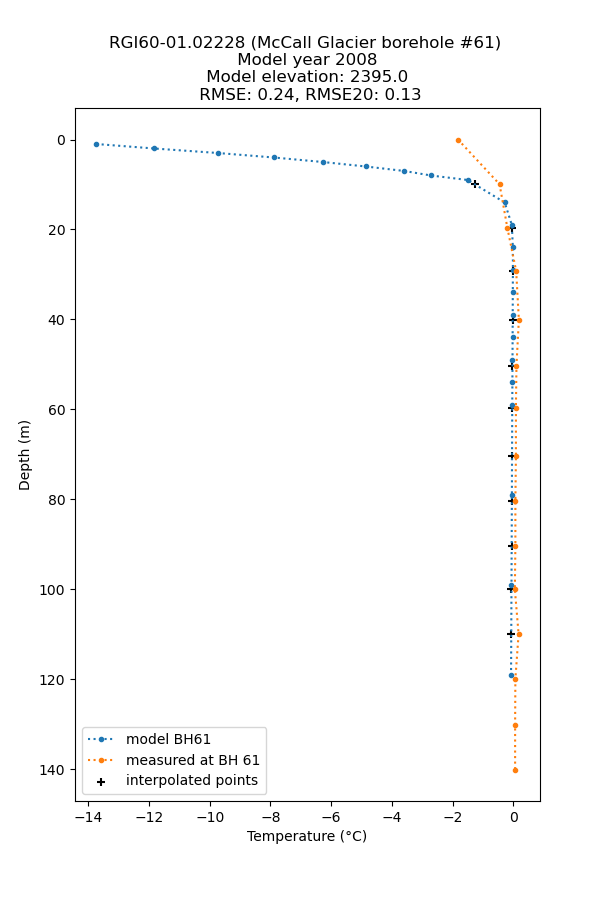 RGI60-01.02228 (McCall Glacier borehole #61)
Model year 2008
Model elevation: 2395.0
RMSE: 0.24, RMSE20: 0.13
0
20
40
60
80
100
120
140
Depth (m)
model BH61
measured at BH 61
interpolated points
−14
−12
−10
−8
−6
−4
−2
0
Temperature (°C)